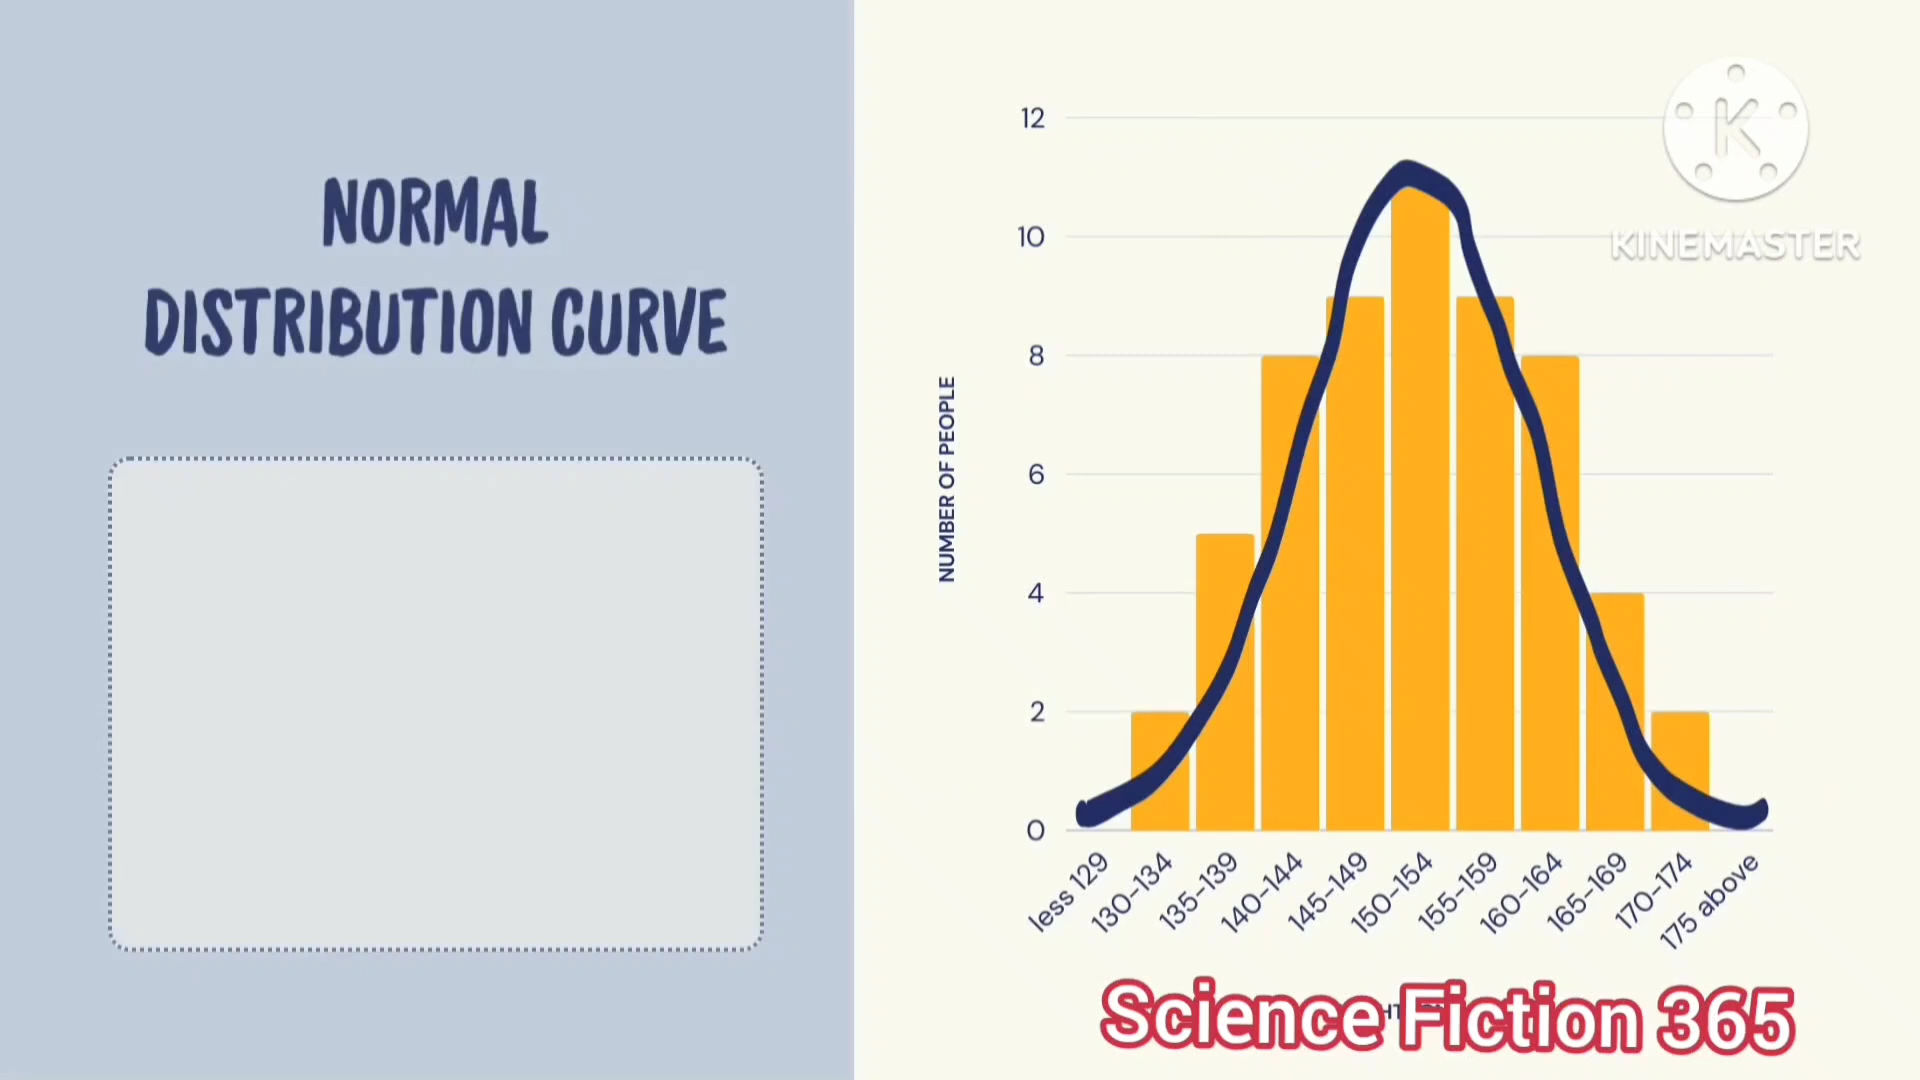 NORMAL
DISTRIBUTION CURVE
NUMBER OF PEOPLE
12
10
8
6
4
2
0
less 129
130-134
135-139
140-144
145-149
150-154
155-159
160-164
165-169
170-174
175 above
K
KINEMASTER
Science Fiction 365